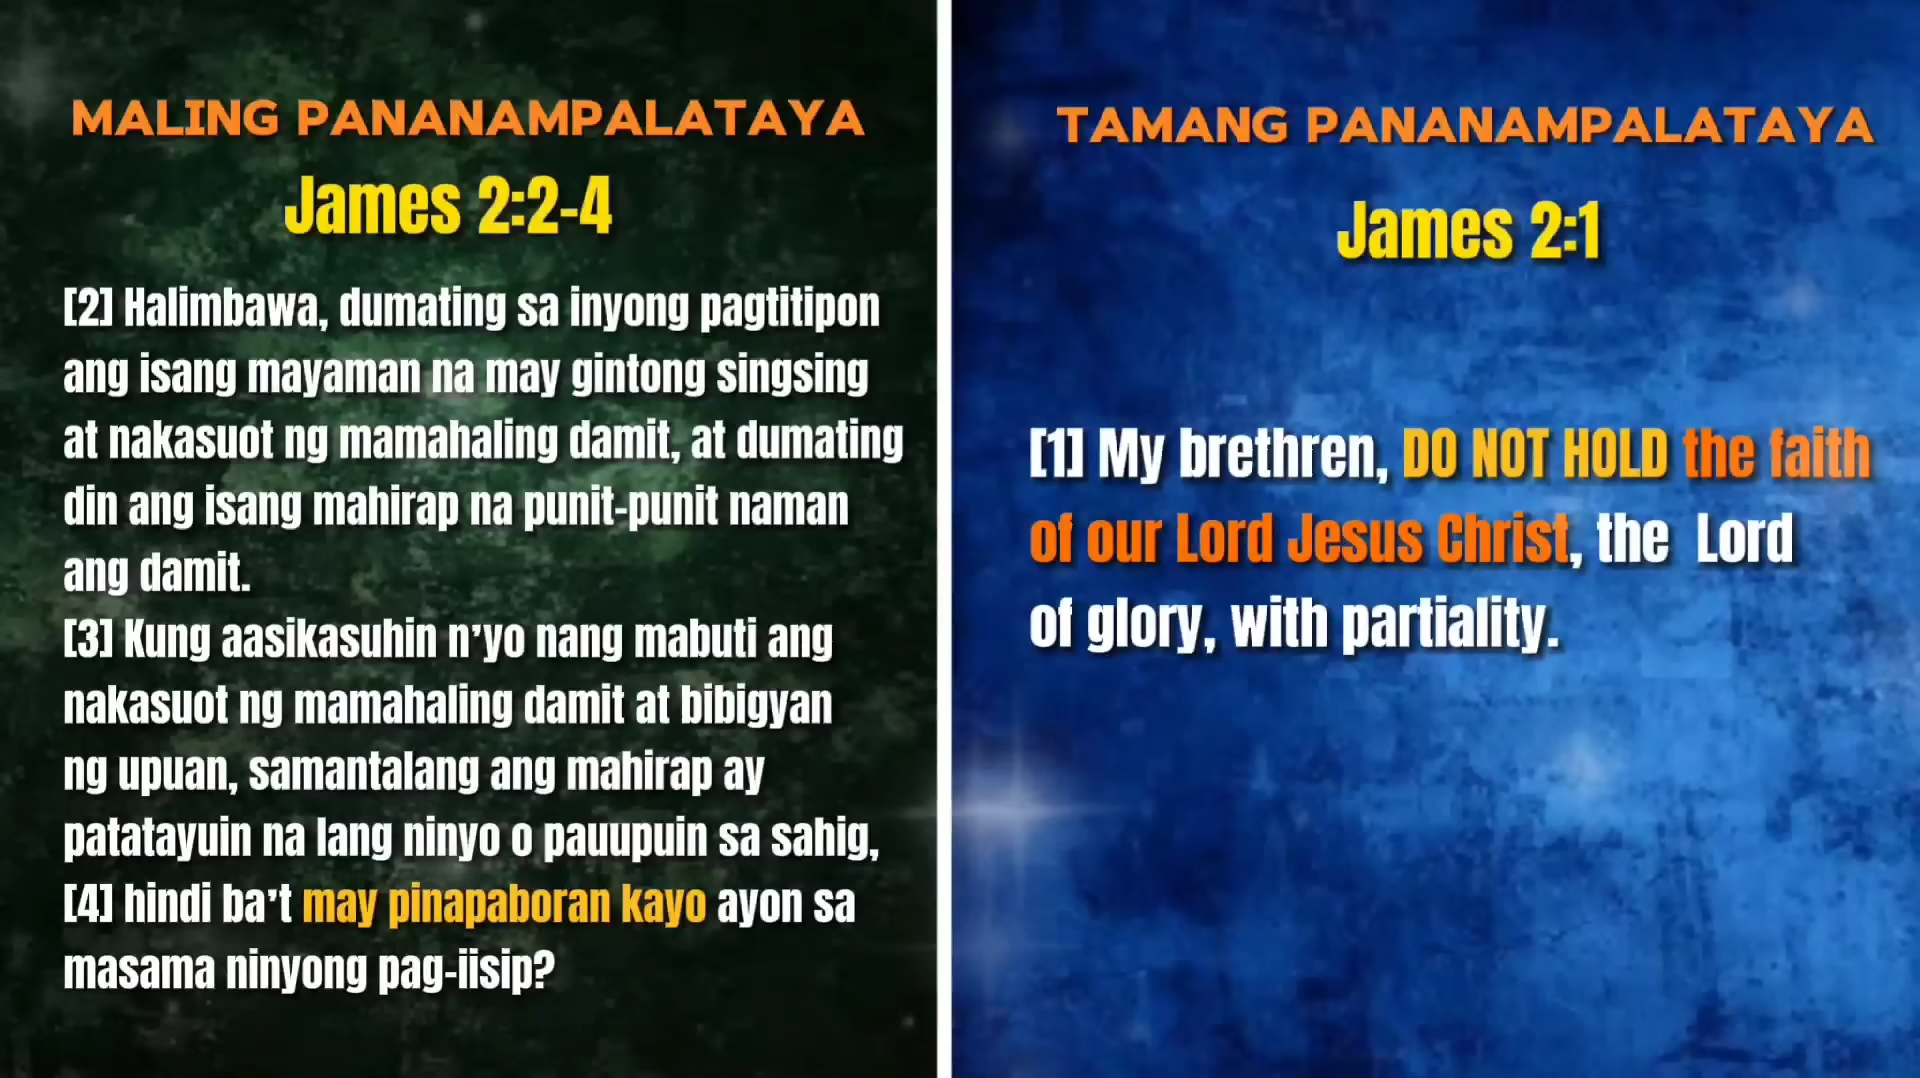 MALING PANANAMPALATAYA
James 2:2-4
[2] Halimbawa, dumating sa inyong pagtitipon
ang isang mayaman na may gintong singsing
at nakasuot ng mamahaling damit, at dumating
din ang isang mahirap na punit-punit naman
ang damit.
[3] Kung aasikasuhin n'yo nang mabuti ang
nakasuot ng mamahaling damit at bibigyan
ng upuan, samantalang ang mahirap ay
patatayuin na lang ninyo o pauupuin sa sahig,
[4] hindi ba't may pinapaboran kayo ayon sa
masama ninyong pag-iisip?
TAMANG PANANAMPALATAYA
James 2:1
[1] My brethren, DO NOT HOLD the faith
of our Lord Jesus Christ, the Lord
of glory, with partiality.